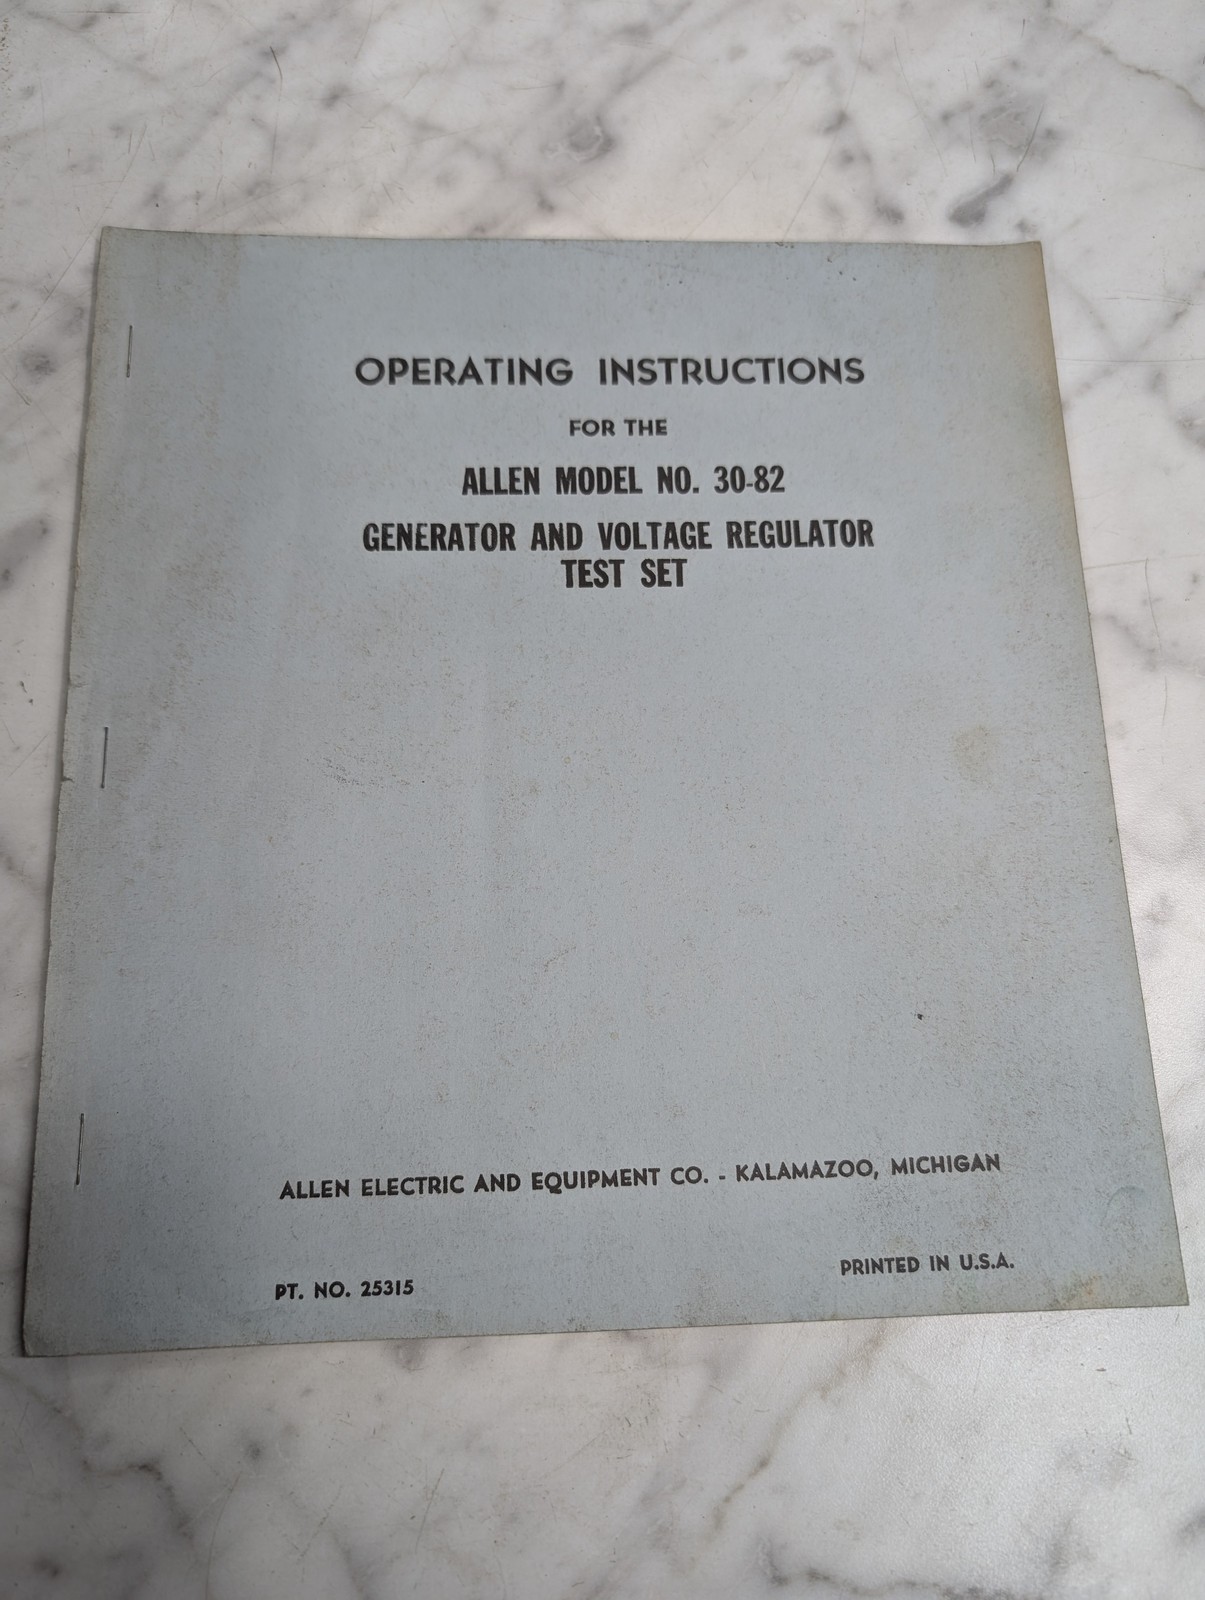 OPERATING INSTRUCTIONS
FOR THE
ALLEN MODEL NO. 30-82
GENERATOR AND VOLTAGE REGULATOR
TEST SET
ALLEN ELECTRIC AND EQUIPMENT CO. - KALAMAZOO, MICHIGAN
PT. NO. 25315
PRINTED IN U.S.A.